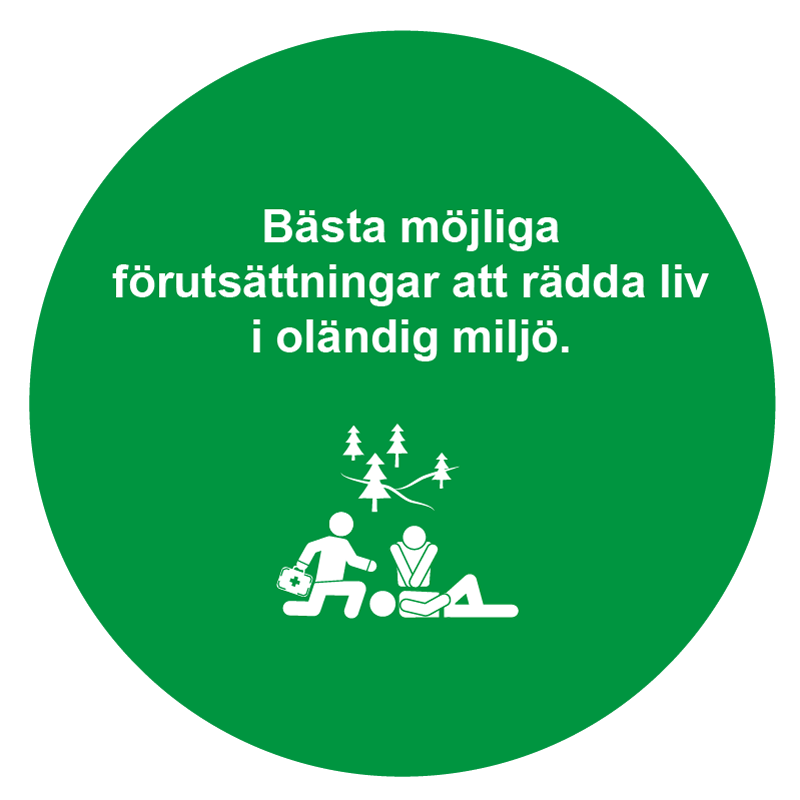 Bästa möjliga
förutsättningar att rädda liv
i oländig miljö.